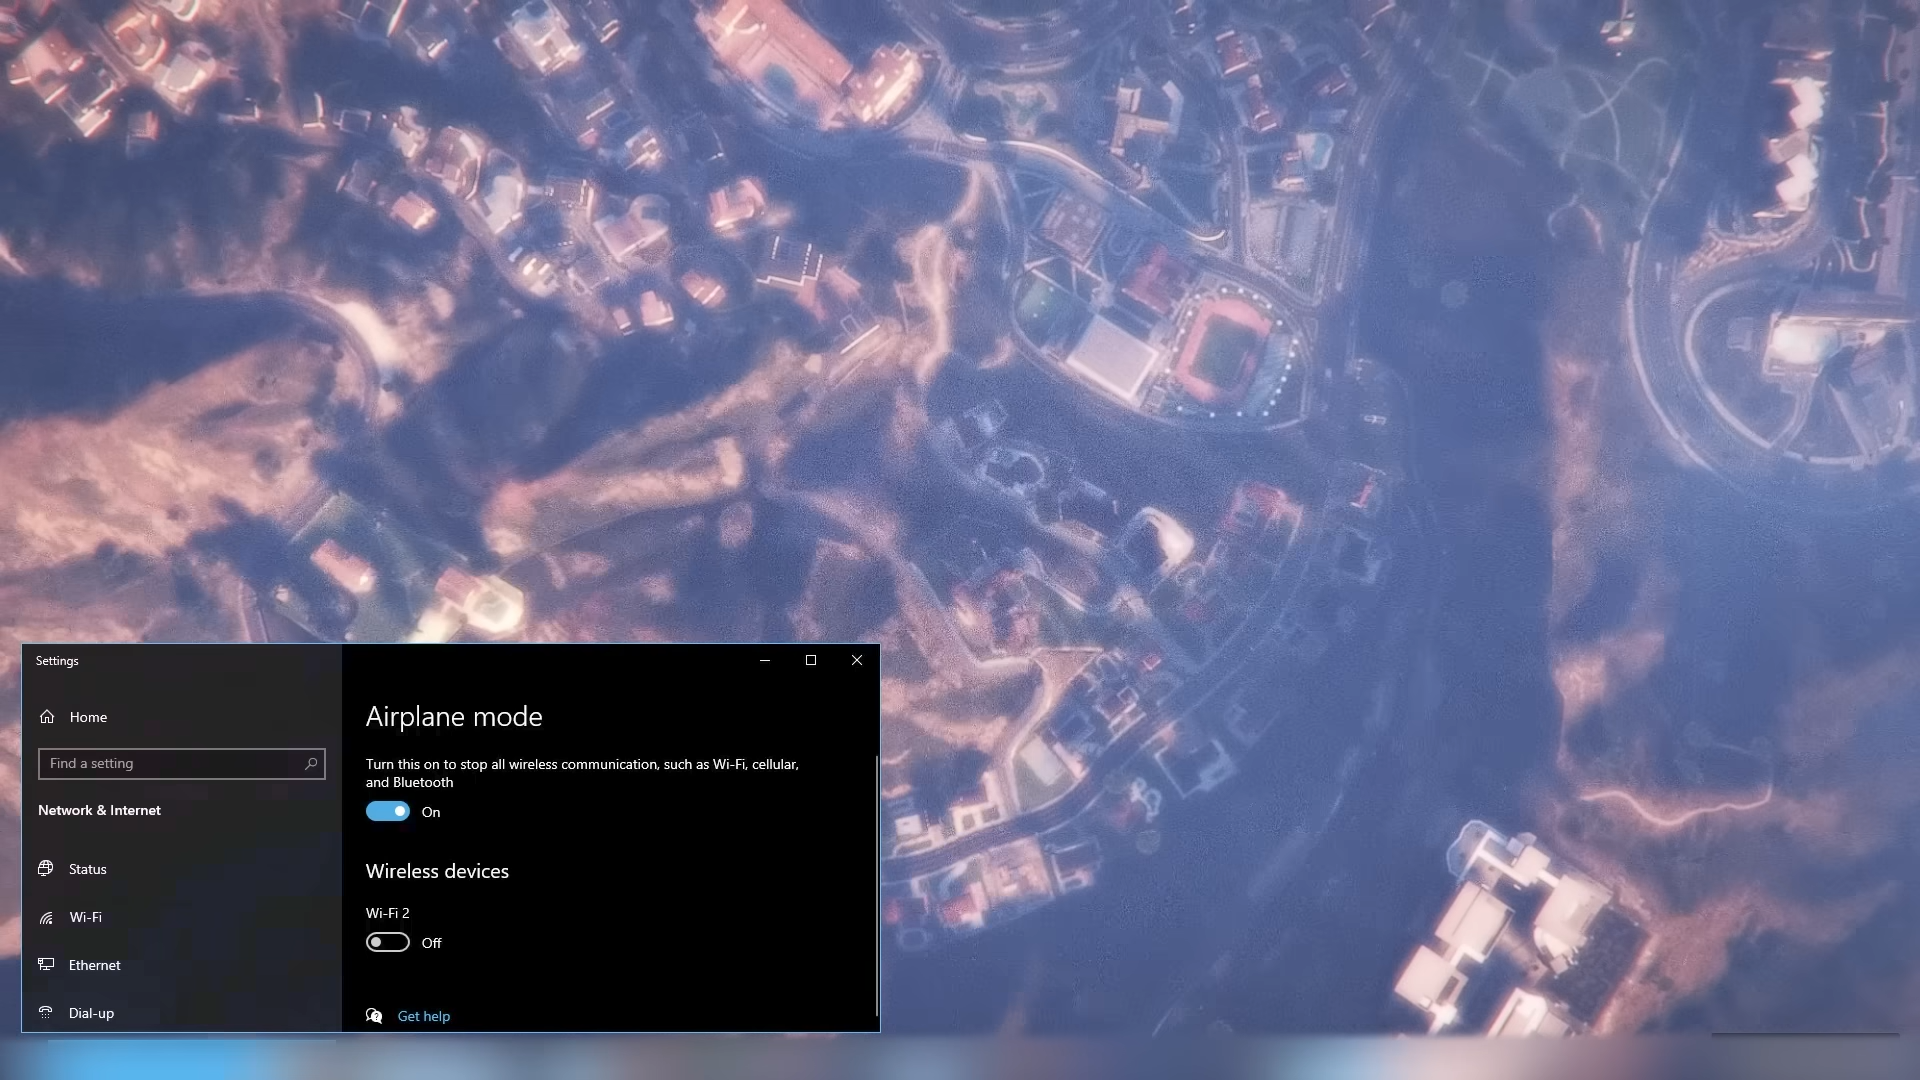 Settings
Home
Find a setting
Network & Internet
Status
Wi-Fi
Ethernet
Dial-up
Airplane mode
Turn this on to stop all wireless communication, such as Wi-Fi, cellular,
and Bluetooth
On
Wireless devices
Wi-Fi 2
Off
Get help